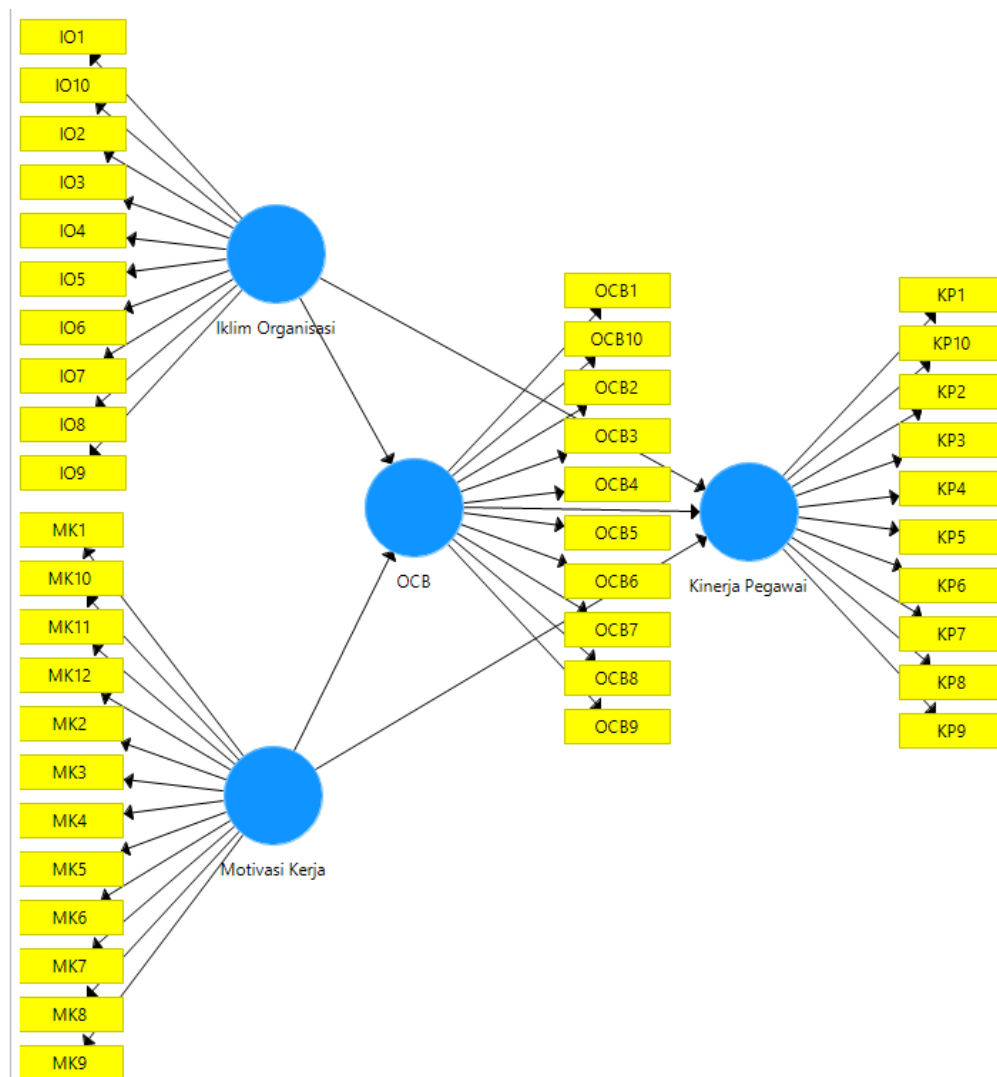 IO1
IO10
IO2
IO3
IO4
IO5
IO6
IO7
IO8
IO9
Iklim Organisasi
MK1
MK10
MK11
MK12
MK2
MK3
MK4
MK5
MK6
MK7
MK8
MK9
Motivasi Kerja
OCB
OCB1
OCB10
OCB2
OCB3
OCB4
OCB5
OCB6
OCB7
OCB8
OCB9
Kinerja Pegawai
KP1
KP10
KP2
KP3
KP4
KP5
KP6
KP7
KP8
KP9